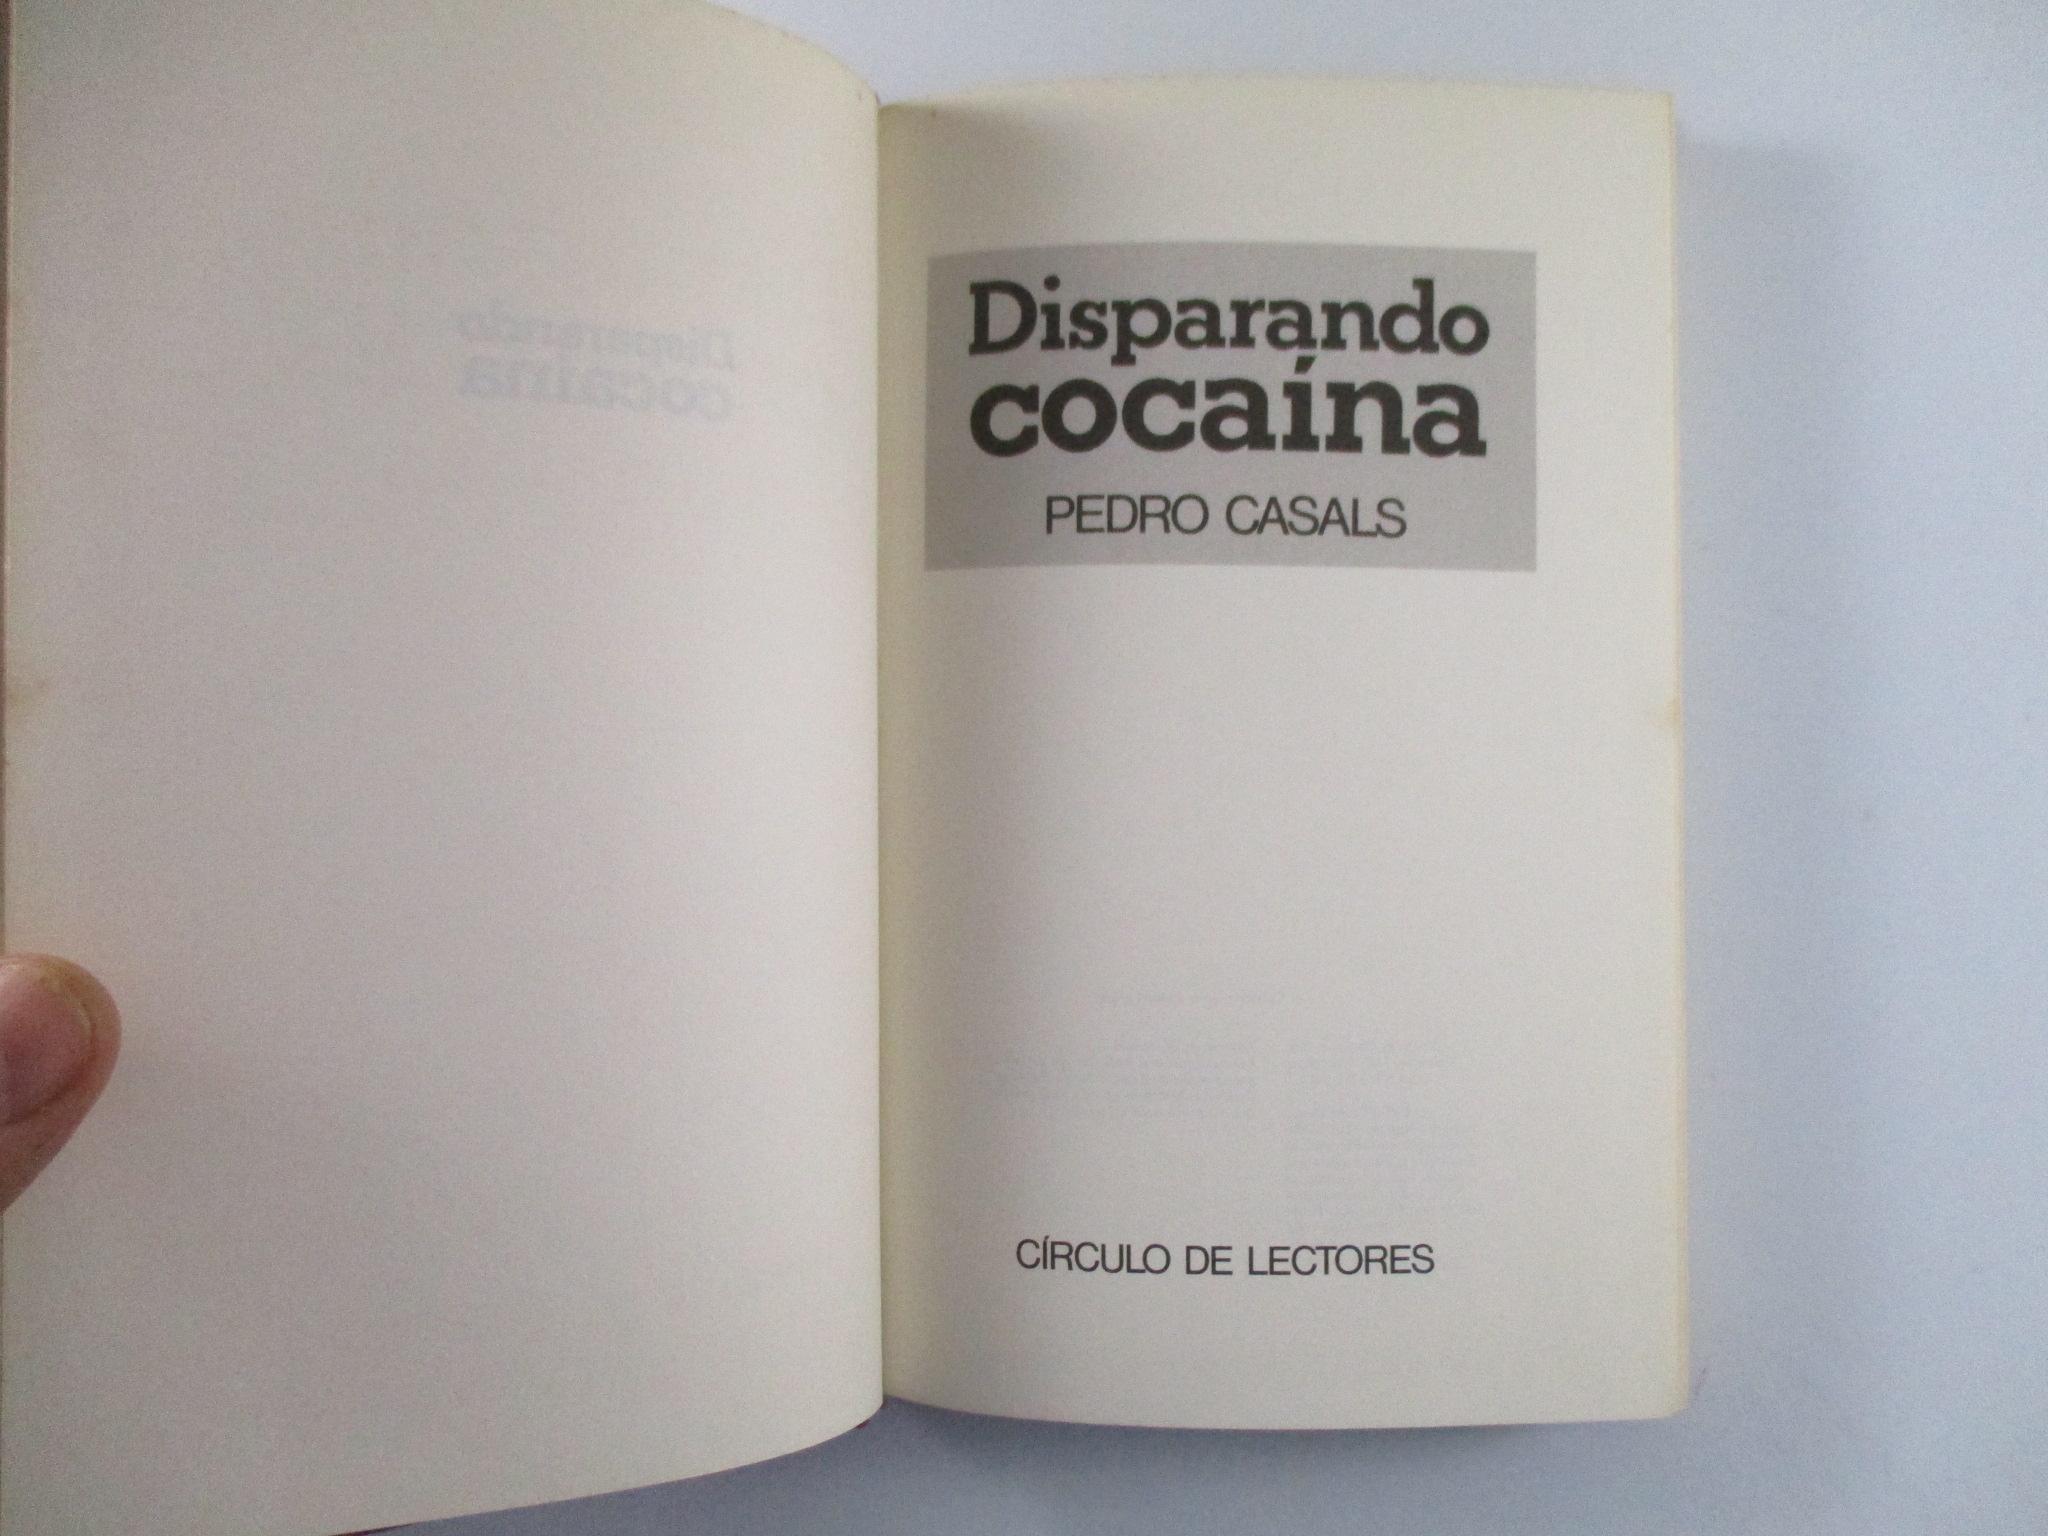 Disparando
cocaína
PEDRO CASALS
CÍRCULO DE LECTORES